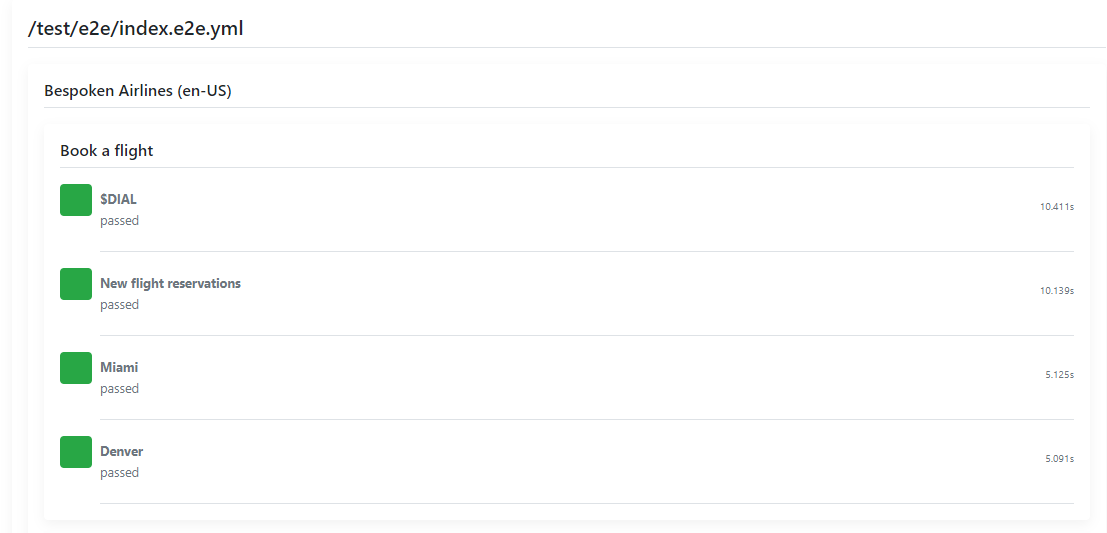 /test/e2e/index.e2e.yml
Bespoken Airlines (en-US)
Book a flight
$DIAL
10.411s
passed
New flight reservations
10.139s
passed
Miami
5.125s
passed
Denver
5.091s
passed